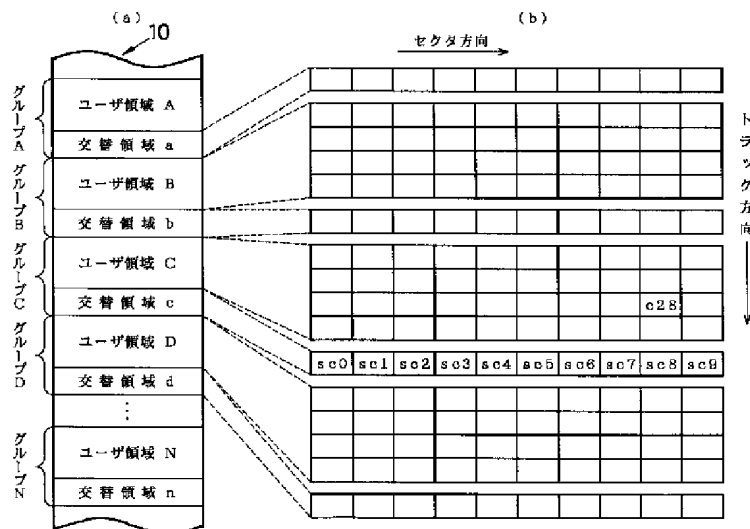 (a)
10
グループA
ユーザ領域 A
交替領域 a
グループB
ユーザ領域 B
交替領域 b
グループC
ユーザ領域 C
交替領域 c
グループD
ユーザ領域 D
交替領域 d
⋮
グループN
ユーザ領域 N
交替領域 n
(b)
セクタ方向
トラック方向
c28
sc0 sc1 sc2 sc3 sc4 sc5 sc6 sc7 sc8 sc9